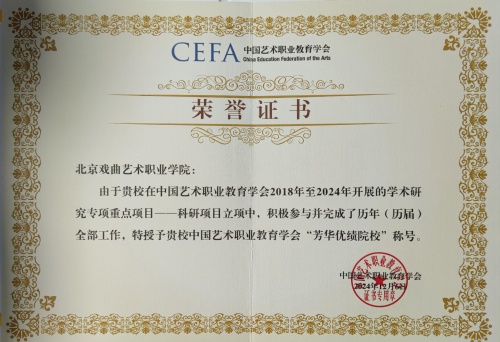 CEFA 中国艺术职业教育学会
China Education Federation of the Arts
荣誉证书
北京戏曲艺术职业学院：
由于贵校在中国艺术职业教育学会2018年至2024年开展的学术研
究专项重点项目——科研项目立项中，积极参与并完成了历年（历届）
全部工作，特授予贵校中国艺术职业教育学会“芳华优绩院校”称号。
中国艺术职业教育学会
2024年12月6日
证书专用章